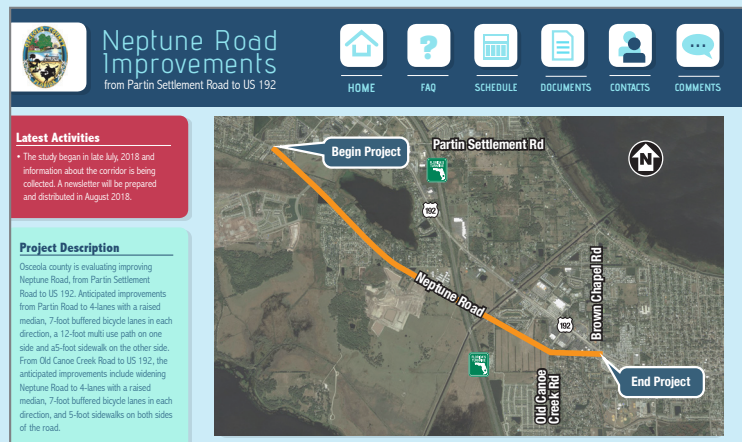 Neptune Road
Improvements
from Partin Settlement Road to US 192
HOME
FAQ
SCHEDULE
DOCUMENTS
CONTACTS
COMMENTS
Latest Activities
• The study began in late July, 2018 and
information about the corridor is being
collected. A newsletter will be prepared
and distributed in August 2018.
Project Description
Osceola county is evaluating improving
Neptune Road, from Partin Settlement
Road to US 192. Anticipated improvements
from Partin Road to 4-lanes with a raised
median, 7-foot buffered bicycle lanes in each
direction, a 12-foot multi use path on one
side and a5-foot sidewalk on the other side.
From Old Canoe Creek Road to US 192, the
anticipated improvements include widening
Neptune Road to 4-lanes with a raised
median, 7-foot buffered bicycle lanes in each
direction, and 5-foot sidewalks on both sides
of the road.
Begin Project
Partin Settlement Rd
N
192
Neptune Road
Brown Chapel Rd
192
Old Canoe
Creek Rd
End Project